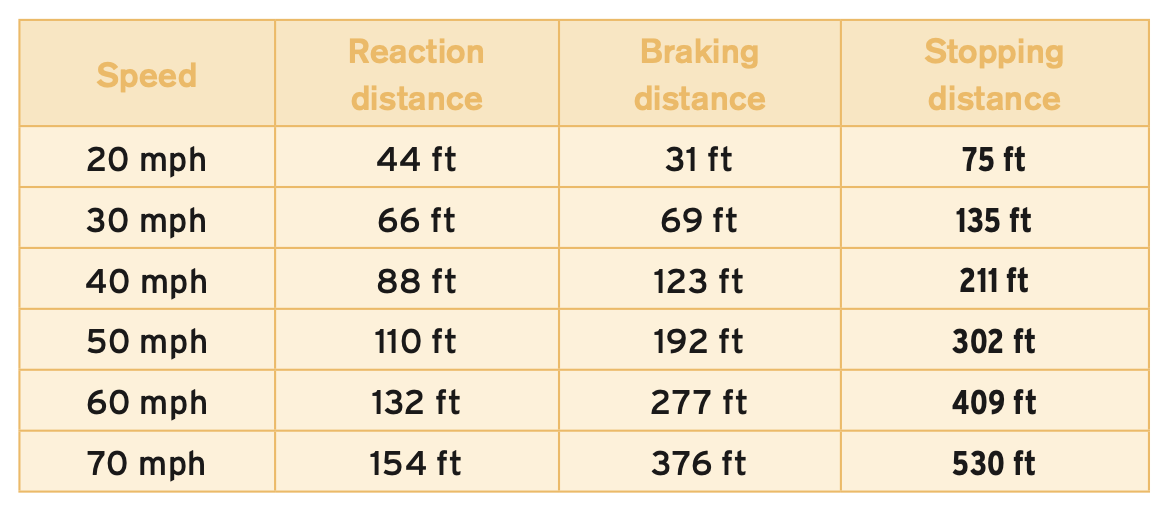 Speed Reaction distance Braking distance Stopping distance
20 mph 44 ft 31 ft 75 ft
30 mph 66 ft 69 ft 135 ft
40 mph 88 ft 123 ft 211 ft
50 mph 110 ft 192 ft 302 ft
60 mph 132 ft 277 ft 409 ft
70 mph 154 ft 376 ft 530 ft